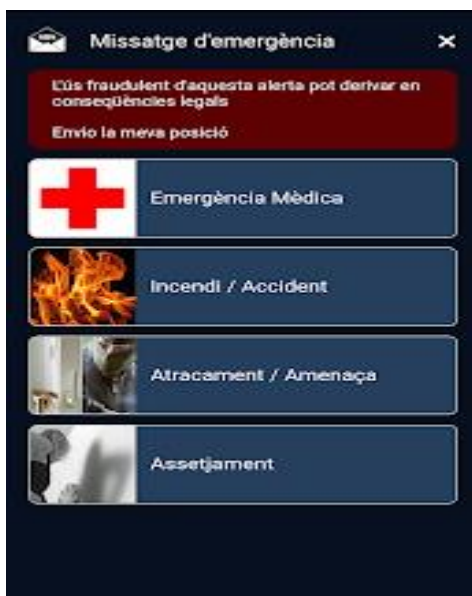 Missatge d'emergència
L'ús fraudulent d'aquesta alerta pot derivar en
conseqüències legals
Envio la meva posició
Emergència Mèdica
Incendi / Accident
Atracament / Amenaça
Assetjament